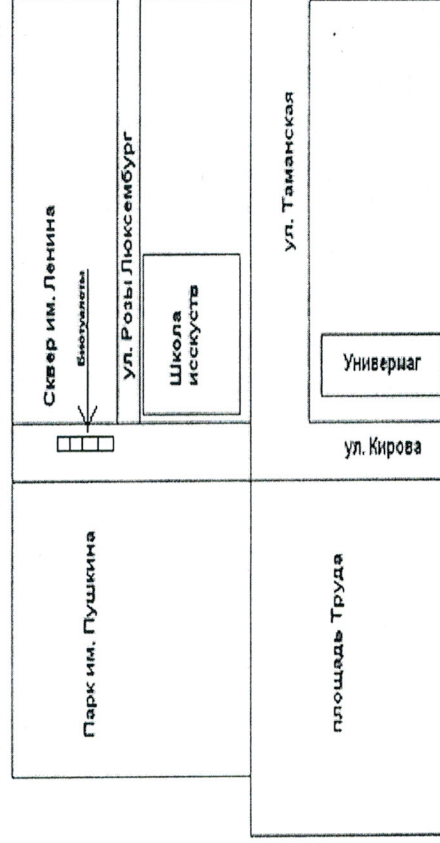 Сквер им. Ленина
Биотуалеты
ул. Розы Люксембург
Школа
исскуств
ул. Таманская
Универмаг
ул. Кирова
Парк им. Пушкина
площадь Труда